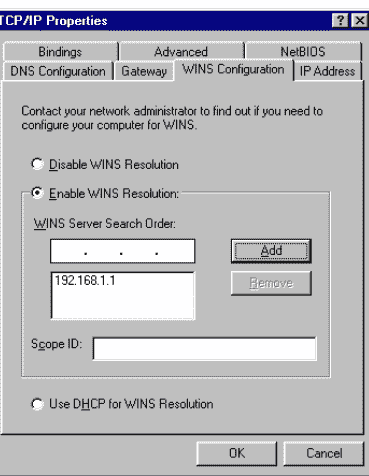 TCP/IP Properties
Bindings Advanced NetBIOS
DNS Configuration Gateway WINS Configuration IP Address
Contact your network administrator to find out if you need to
configure your computer for WINS.
Disable WINS Resolution
Enable WINS Resolution:
WINS Server Search Order:
. . .
Add
192.168.1.1
Remove
Scope ID:
Use DHCP for WINS Resolution
OK Cancel